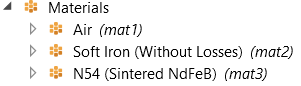 Materials
Air (mat1)
Soft Iron (Without Losses) (mat2)
N54 (Sintered NdFeB) (mat3)